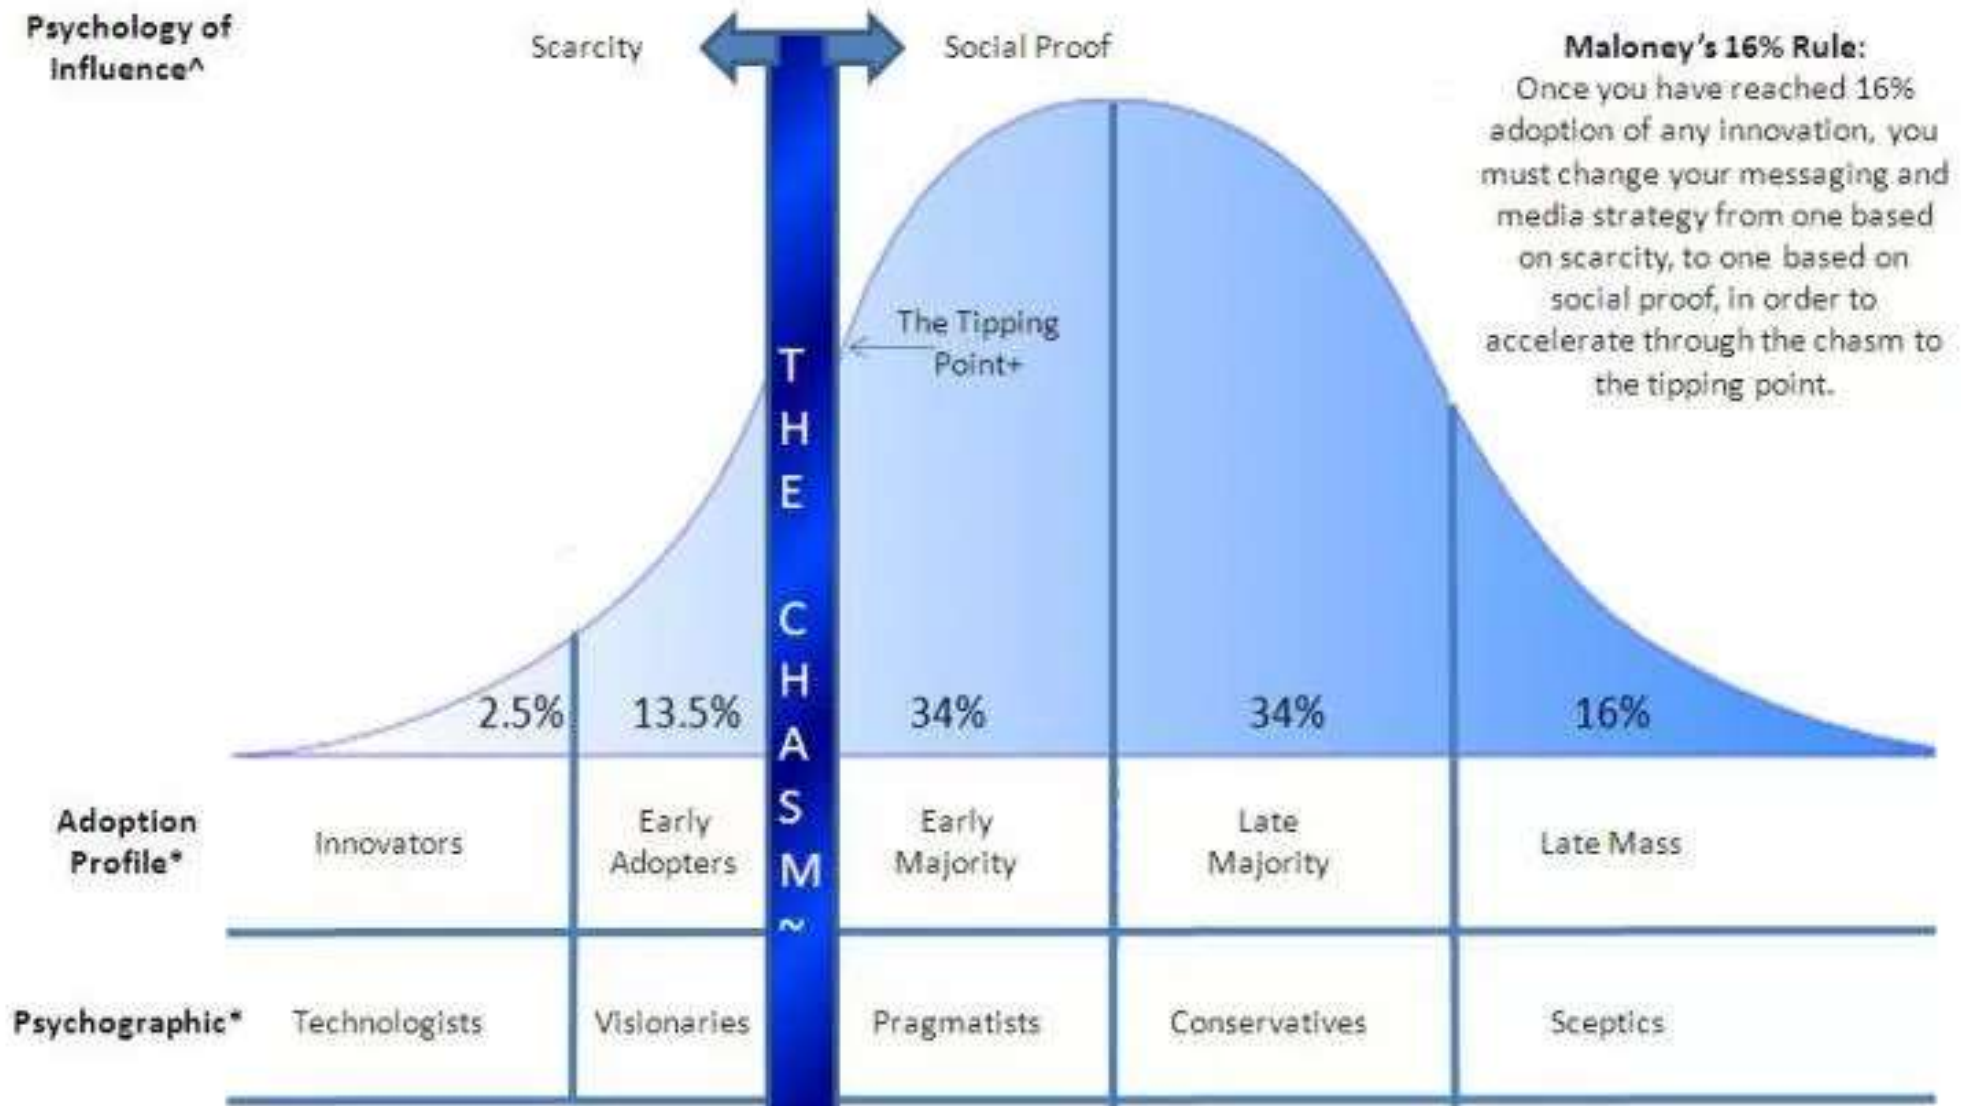 Psychology of
Influence^
Scarcity
Social Proof
Maloney's 16% Rule:
Once you have reached 16%
adoption of any innovation, you
must change your messaging and
media strategy from one based
on scarcity, to one based on
social proof, in order to
accelerate through the chasm to
the tipping point.
The Tipping
Point+
T
H
E
C
H
A
S
M
~
2.5%
13.5%
34%
34%
16%
Adoption
Profile*
Innovators
Early
Adopters
Early
Majority
Late
Majority
Late Mass
Psychographic*
Technologists
Visionaries
Pragmatists
Conservatives
Sceptics